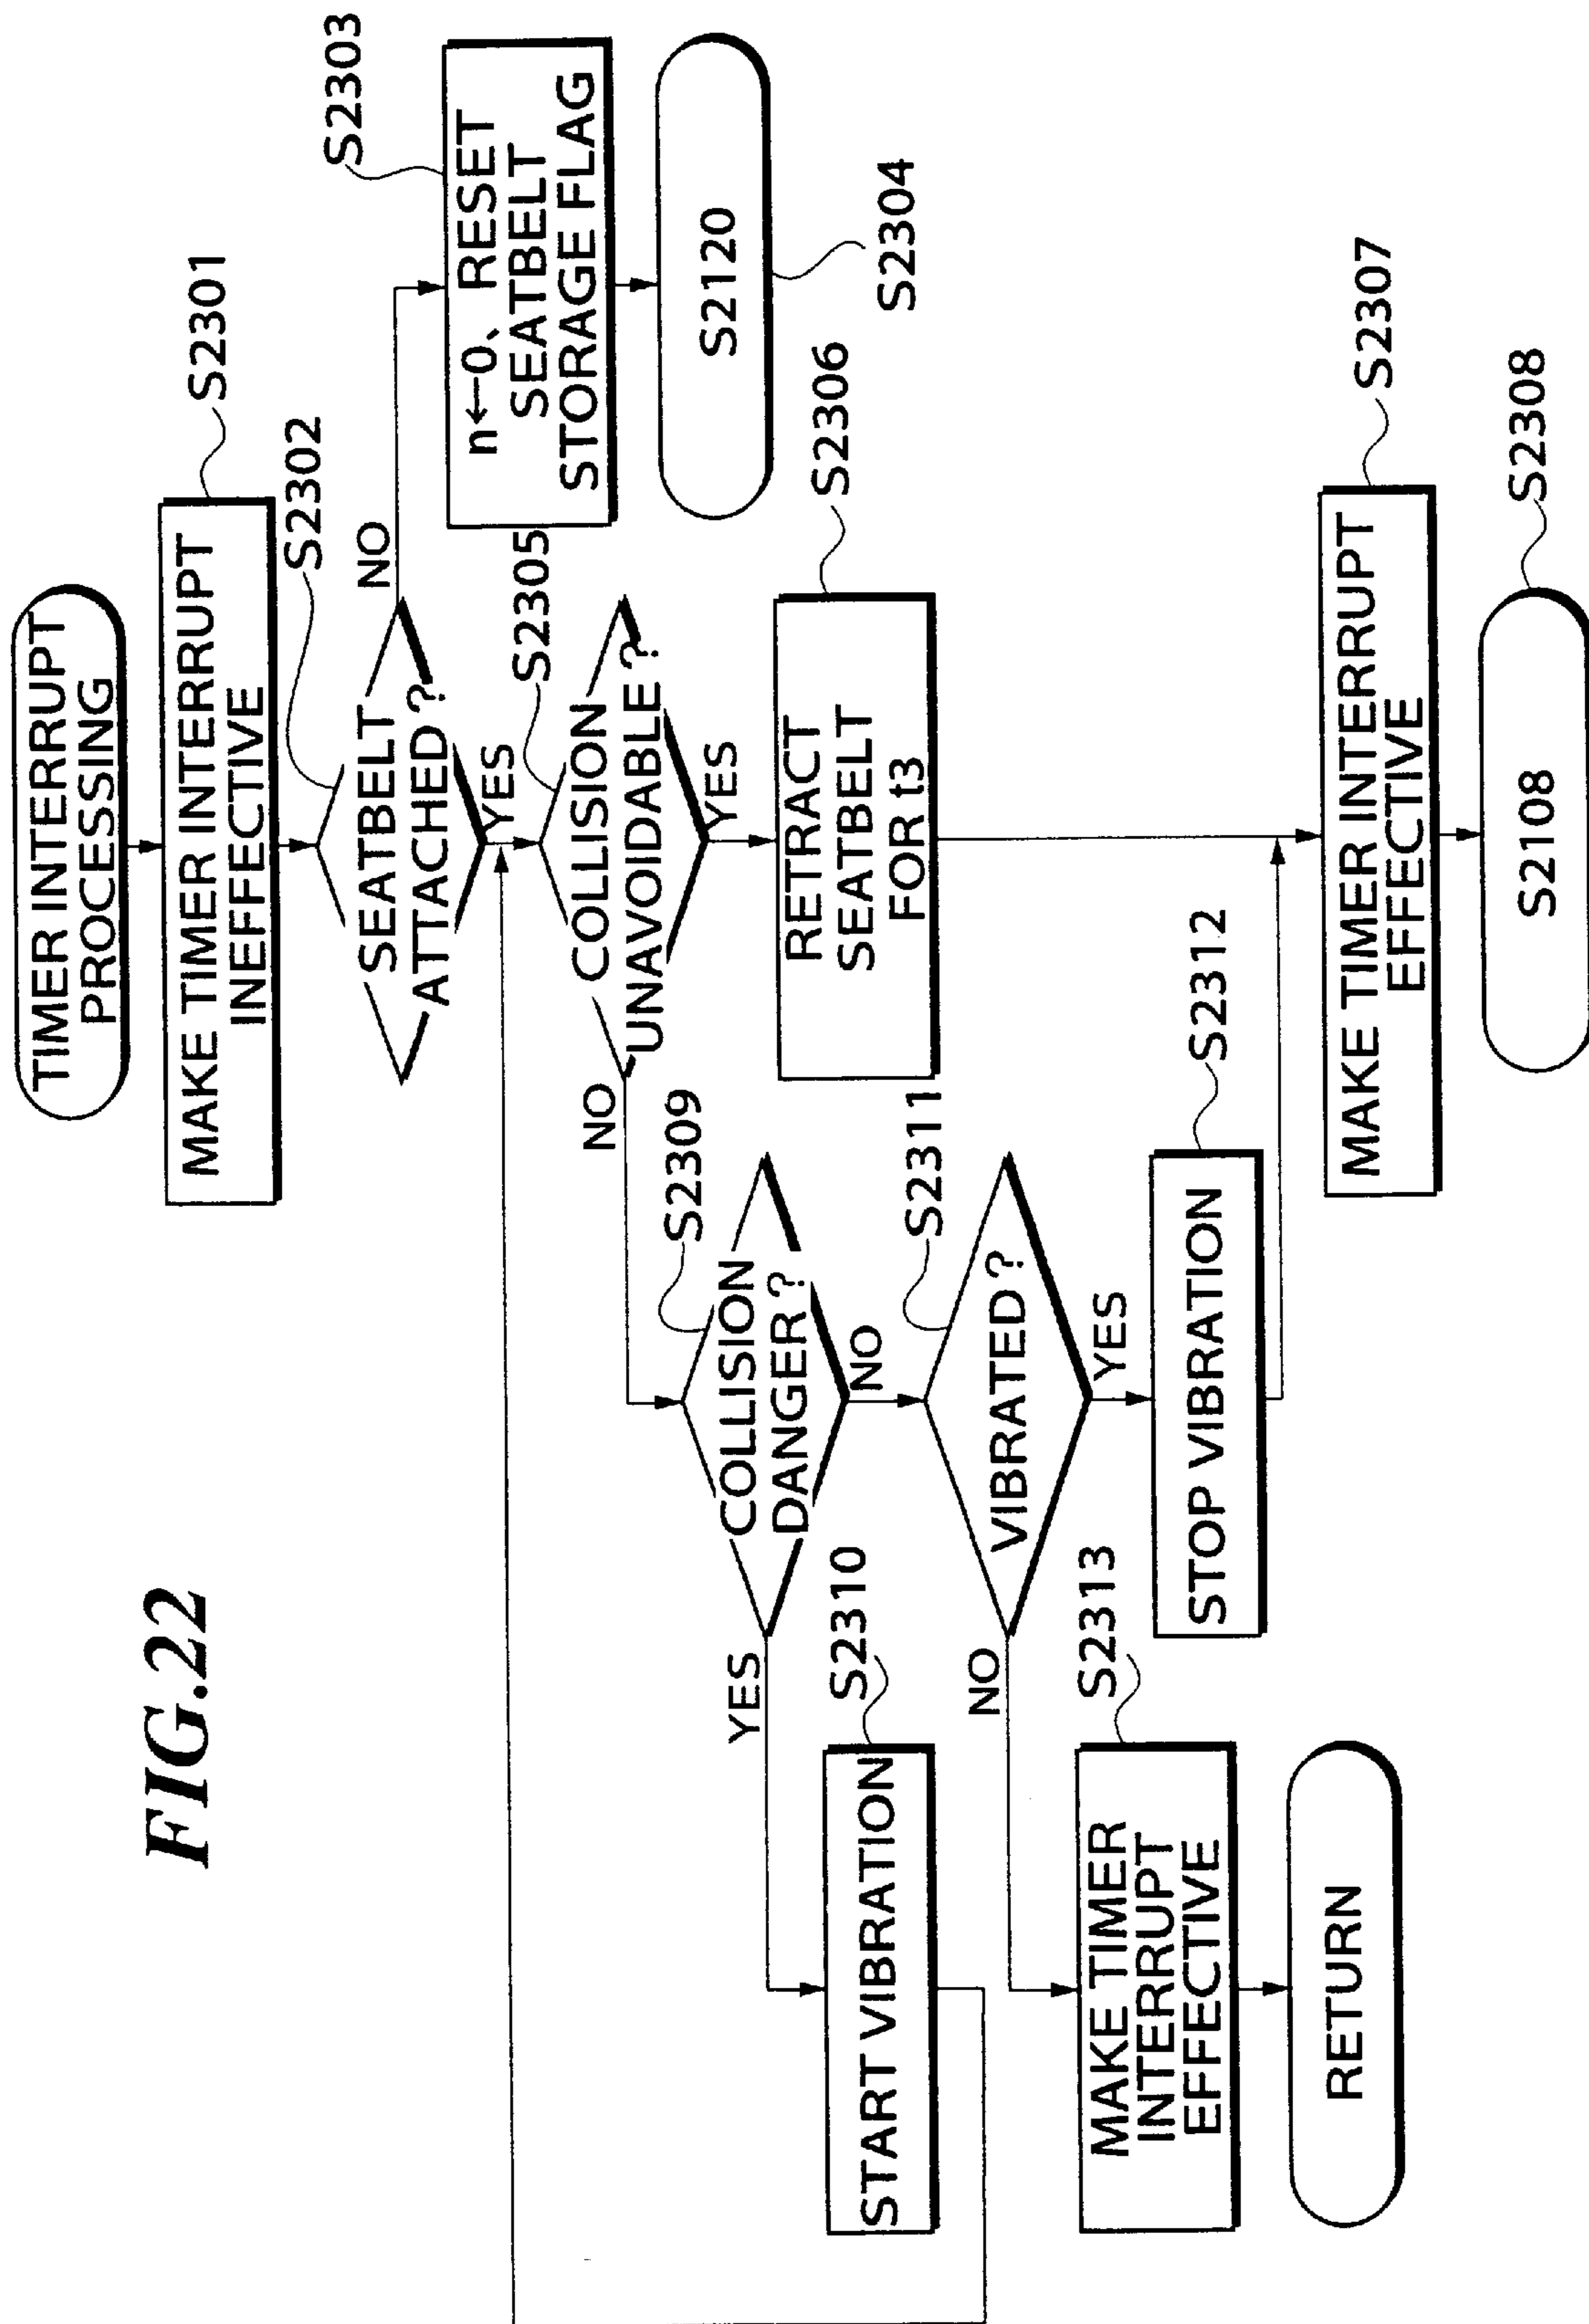 FIG.22
TIMER INTERRUPT
PROCESSING
MAKE TIMER INTERRUPT
INEFFECTIVE
S2301
S2302
SEATBELT
ATTACHED?
NO
YES
S2303
n←0、 RESET
SEATBELT
STORAGE FLAG
S2120
S2304
S2305
COLLISION
UNAVOIDABLE?
NO
YES
S2306
RETRACT
SEATBELT
FOR t3
S2309
COLLISION
DANGER?
YES
NO
S2310
START VIBRATION
S2311
VIBRATED?
NO
YES
S2312
STOP VIBRATION
S2313
MAKE TIMER
INTERRUPT
EFFECTIVE
RETURN
S2307
MAKE TIMER INTERRUPT
EFFECTIVE
S2108
S2308